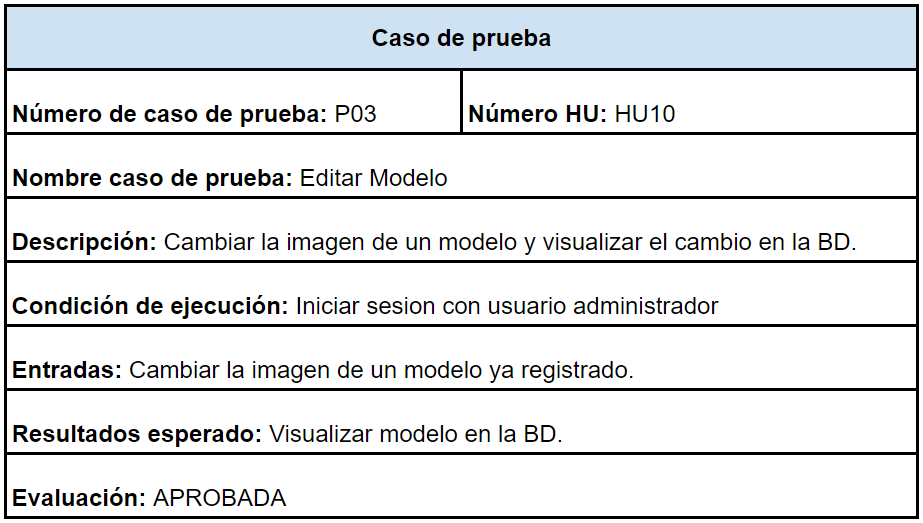 Caso de prueba
Número de caso de prueba: P03
Número HU: HU10
Nombre caso de prueba: Editar Modelo
Descripción: Cambiar la imagen de un modelo y visualizar el cambio en la BD.
Condición de ejecución: Iniciar sesion con usuario administrador
Entradas: Cambiar la imagen de un modelo ya registrado.
Resultados esperado: Visualizar modelo en la BD.
Evaluación: APROBADA